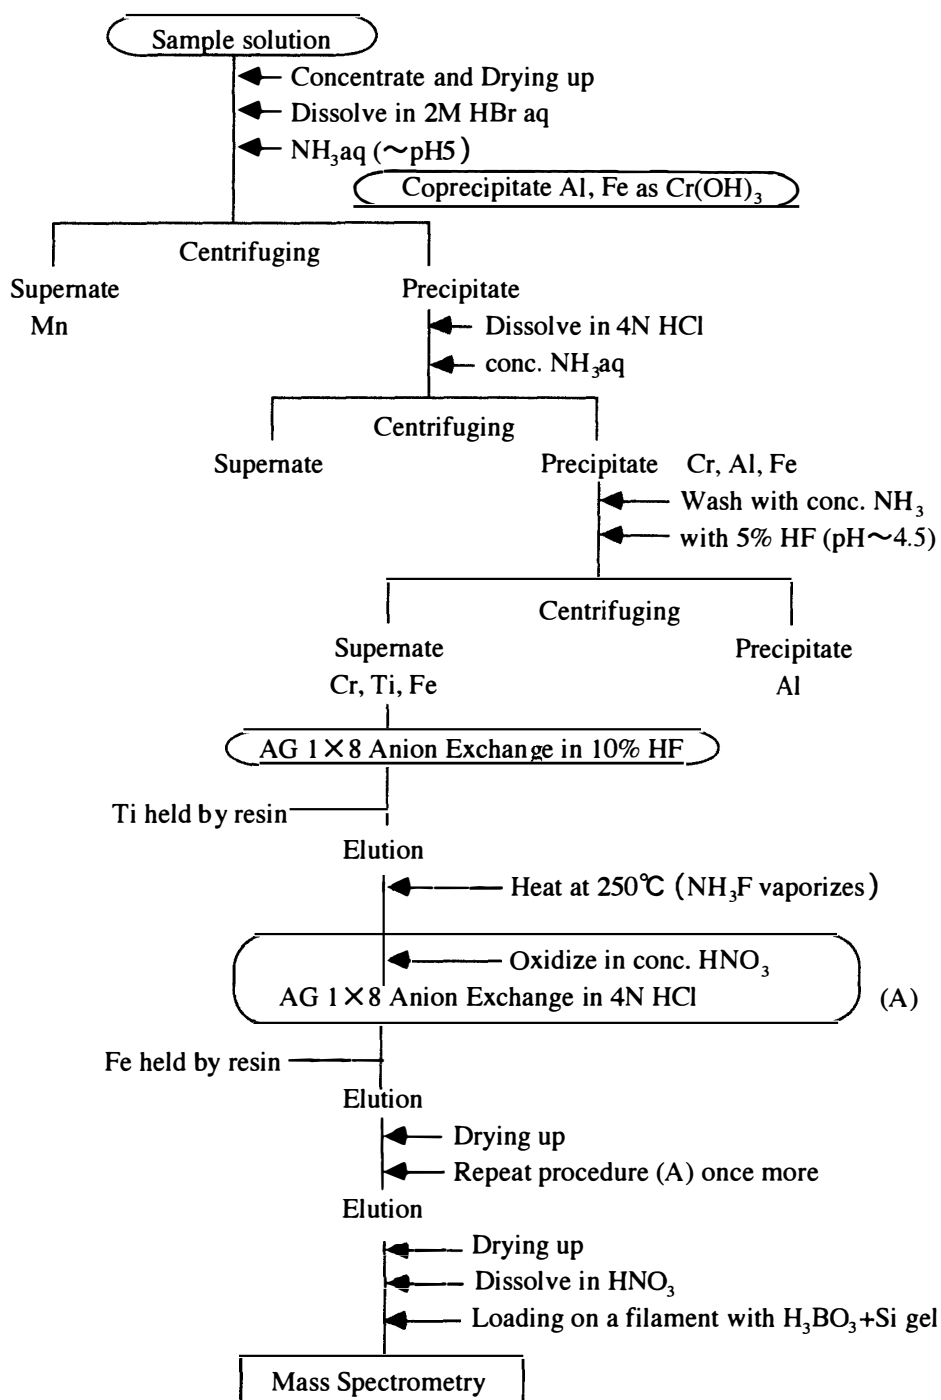 Sample solution
Concentrate and Drying up
Dissolve in 2M HBr aq
NH₃aq (～pH5)
Coprecipitate Al, Fe as Cr(OH)₃
Centrifuging
Supernate
Precipitate
Mn
Dissolve in 4N HCl
conc. NH₃aq
Centrifuging
Supernate
Precipitate Cr, Al, Fe
Wash with conc. NH₃
with 5% HF (pH～4.5)
Centrifuging
Supernate
Precipitate
Cr, Ti, Fe
Al
AG 1×8 Anion Exchange in 10% HF
Ti held by resin
Elution
Heat at 250℃ (NH₃F vaporizes)
Oxidize in conc. HNO₃
AG 1×8 Anion Exchange in 4N HCl
(A)
Fe held by resin
Elution
Drying up
Repeat procedure (A) once more
Elution
Drying up
Dissolve in HNO₃
Loading on a filament with H₃BO₃+Si gel
Mass Spectrometry